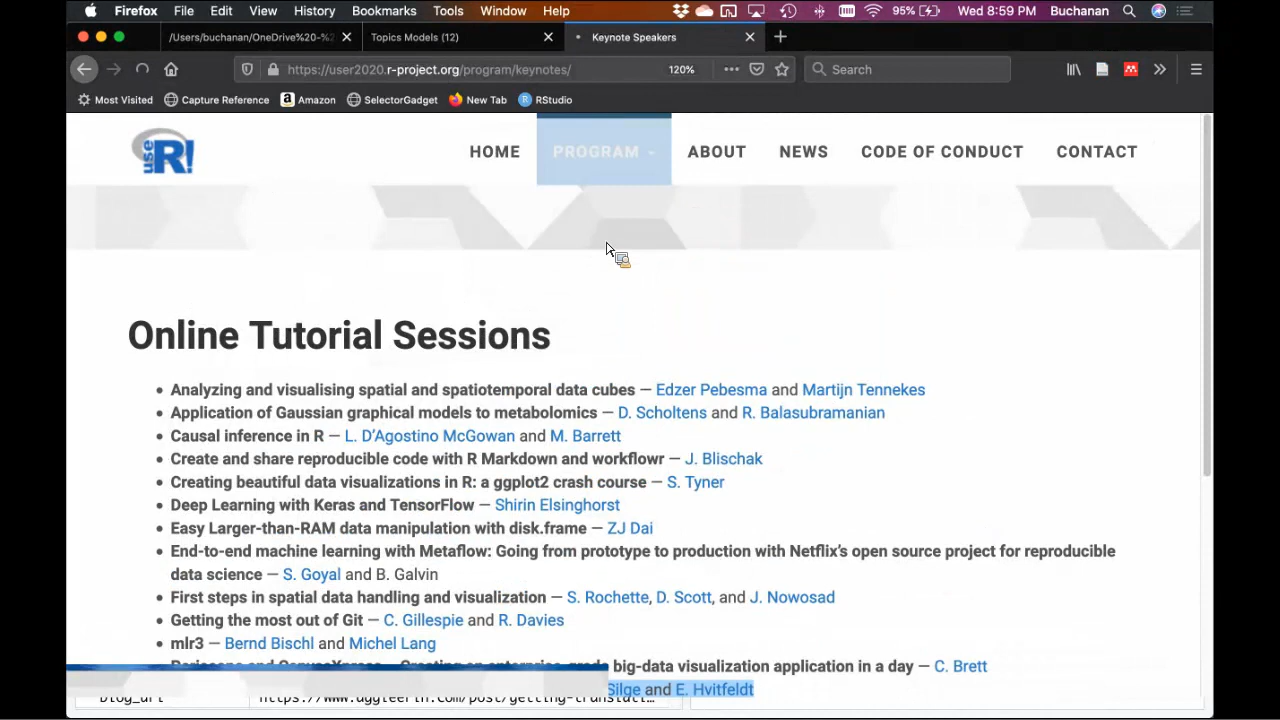 Firefox File Edit View History Bookmarks Tools Window Help 95% Wed 8:59 PM Buchanan
/Users/buchanan/OneDrive%20-%2 Topics Models (12) Keynote Speakers
https://user2020.r-project.org/program/keynotes/ 120% Search
Most Visited Capture Reference Amazon SelectorGadget New Tab RStudio
use R! HOME PROGRAM ABOUT NEWS CODE OF CONDUCT CONTACT
Online Tutorial Sessions
• Analyzing and visualising spatial and spatiotemporal data cubes — Edzer Pebesma and Martijn Tennekes
• Application of Gaussian graphical models to metabolomics — D. Scholtens and R. Balasubramanian
• Causal inference in R — L. D’Agostino McGowan and M. Barrett
• Create and share reproducible code with R Markdown and workflowr — J. Blischak
• Creating beautiful data visualizations in R: a ggplot2 crash course — S. Tyner
• Deep Learning with Keras and TensorFlow — Shirin Elsinghorst
• Easy Larger-than-RAM data manipulation with disk.frame — ZJ Dai
• End-to-end machine learning with Metaflow: Going from prototype to production with Netflix’s open source project for reproducible
data science — S. Goyal and B. Galvin
• First steps in spatial data handling and visualization — S. Rochette, D. Scott, and J. Nowosad
• Getting the most out of Git — C. Gillespie and R. Davies
• mlr3 — Bernd Bischl and Michel Lang
big-data visualization application in a day — C. Brett
Silge and E. Hvitfeldt
blog_url